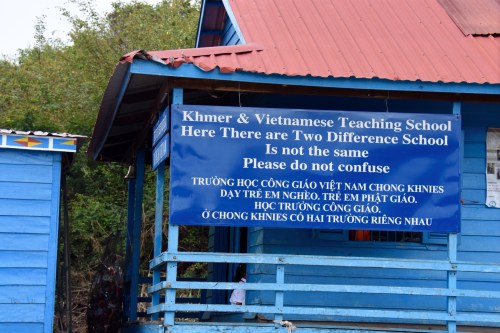 Khmer & Vietnamese Teaching School
Here There are Two Difference School
Is not the same
Please do not confuse
TRƯỜNG HỌC CÔNG GIÁO VIỆT NAM CHONG KHNIES
DẠY TRẺ EM NGHÈO. TRẺ EM PHẬT GIÁO.
HỌC TRƯỜNG CÔNG GIÁO.
Ở CHONG KHNIES CÓ HAI TRƯỜNG RIÊNG NHAU